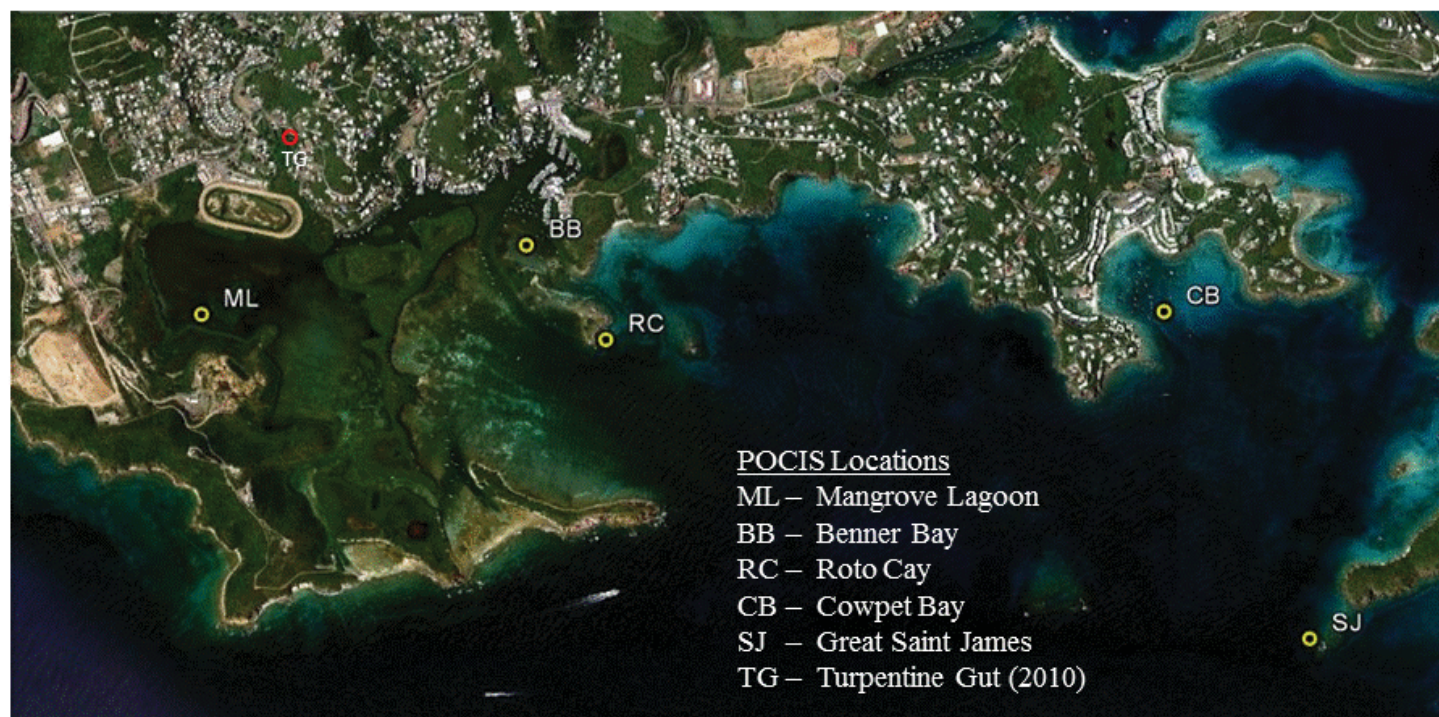 TG
BB
ML
CB
RC
POCIS Locations
ML – Mangrove Lagoon
BB – Benner Bay
RC – Roto Cay
CB – Cowpet Bay
SJ – Great Saint James
TG – Turpentine Gut (2010)
SJ